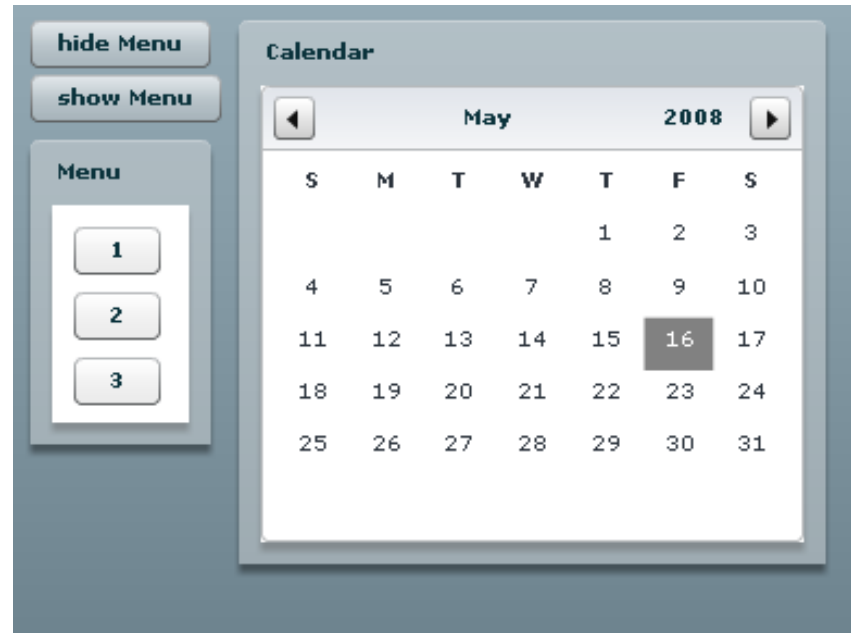 hide Menu
show Menu
Menu
1
2
3
Calendar
May 2008
S M T W T F S
1 2 3
4 5 6 7 8 9 10
11 12 13 14 15 16 17
18 19 20 21 22 23 24
25 26 27 28 29 30 31